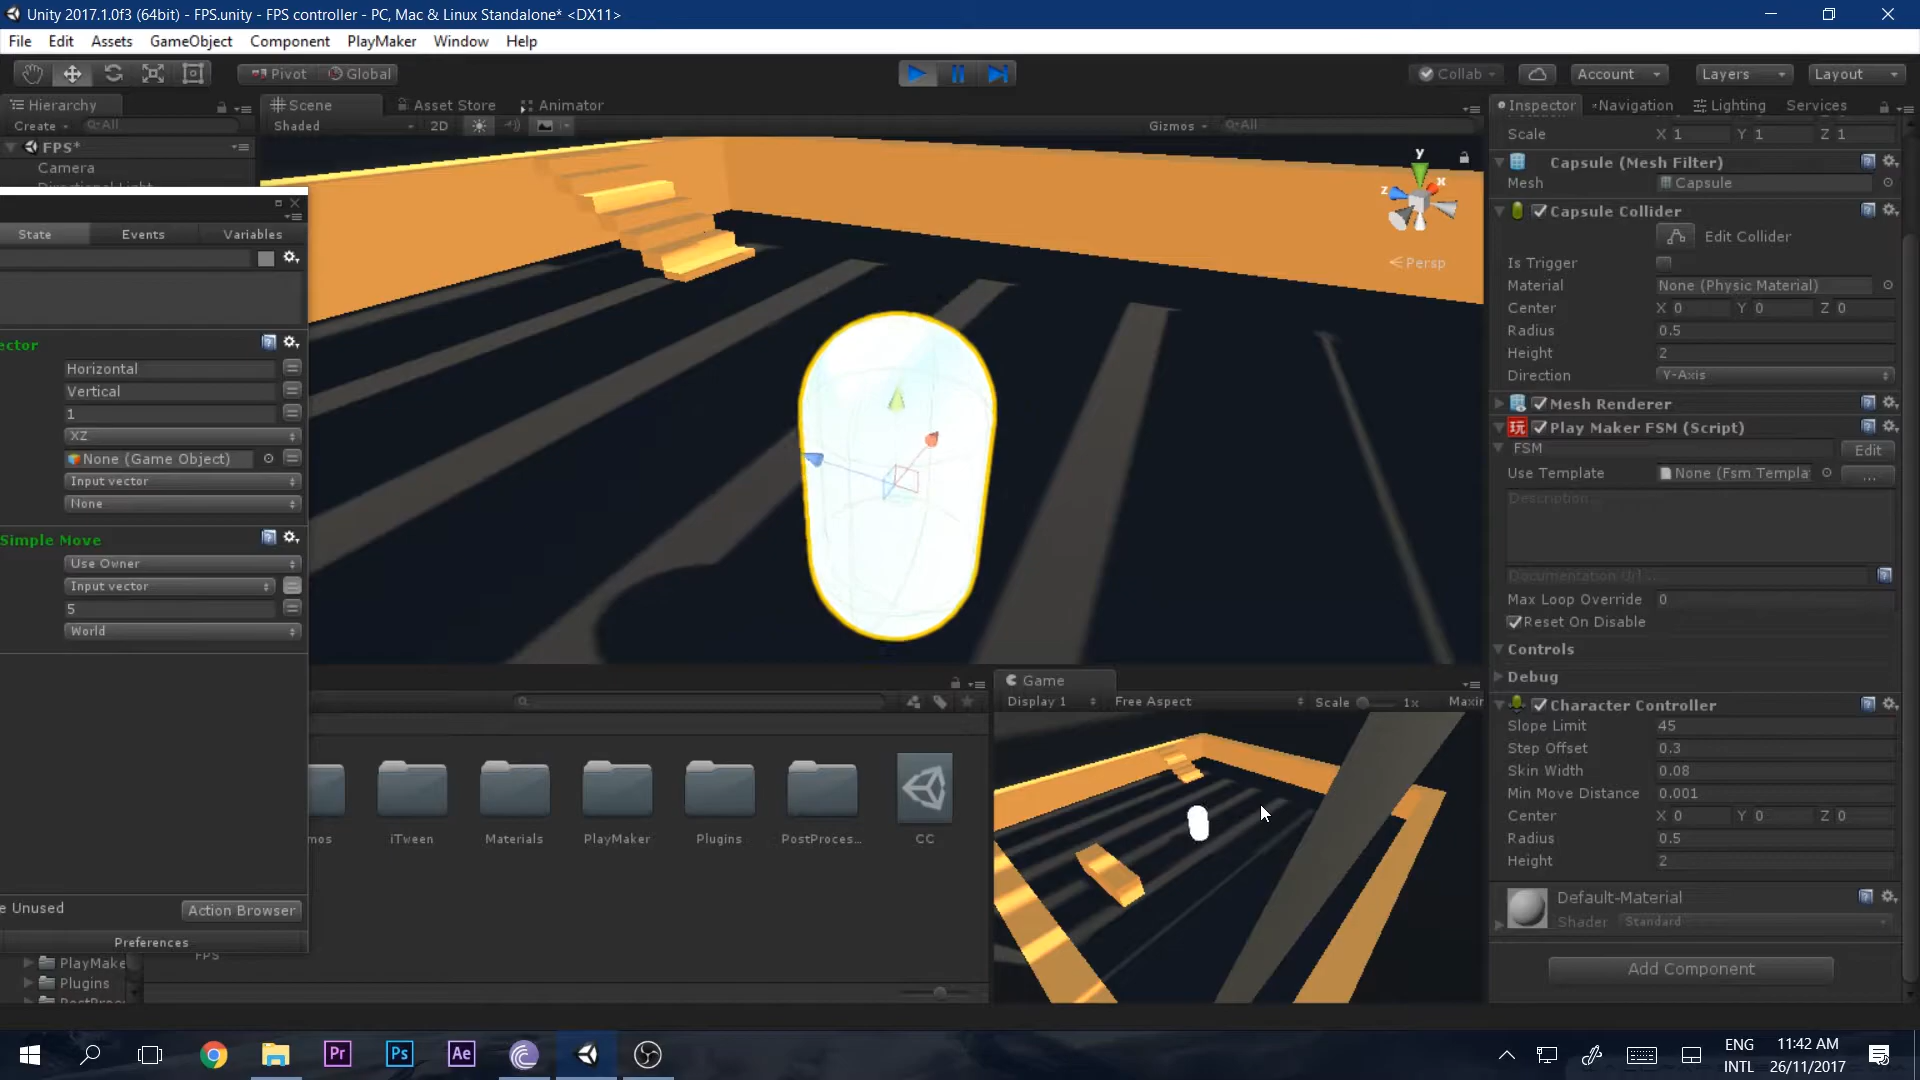 Unity 2017.1.0f3 (64bit) - FPS.unity - FPS controller - PC, Mac & Linux Standalone* <DX11>
File Edit Assets GameObject Component PlayMaker Window Help
Pivot Global
Collab Account Layers Layout
Hierarchy
Create All
FPS*
Camera
Scene Asset Store Animator
Shaded 2D Gizmos All
y
x
z
Persp
State Events Variables
ector
Horizontal
Vertical
1
XZ
None (Game Object)
Input vector
None
Simple Move
Use Owner
Input vector
5
World
e Unused Action Browser
Preferences
PlayMake
Plugins
mos iTween Materials PlayMaker Plugins PostProces... CC
FPS
Game
Display 1 Free Aspect Scale 1x Maxin
Inspector Navigation Lighting Services
Scale X 1 Y 1 Z 1
Capsule (Mesh Filter)
Mesh Capsule
Capsule Collider
Edit Collider
Is Trigger
Material None (Physic Material)
Center X 0 Y 0 Z 0
Radius 0.5
Height 2
Direction Y-Axis
Mesh Renderer
玩 Play Maker FSM (Script)
FSM Edit
Use Template None (Fsm Templa ...
Description...
Documentation Url...
Max Loop Override 0
Reset On Disable
Controls
Debug
Character Controller
Slope Limit 45
Step Offset 0.3
Skin Width 0.08
Min Move Distance 0.001
Center X 0 Y 0 Z 0
Radius 0.5
Height 2
Default-Material
Shader Standard
Add Component
Pr Ps Ae
ENG
INTL
11:42 AM
26/11/2017